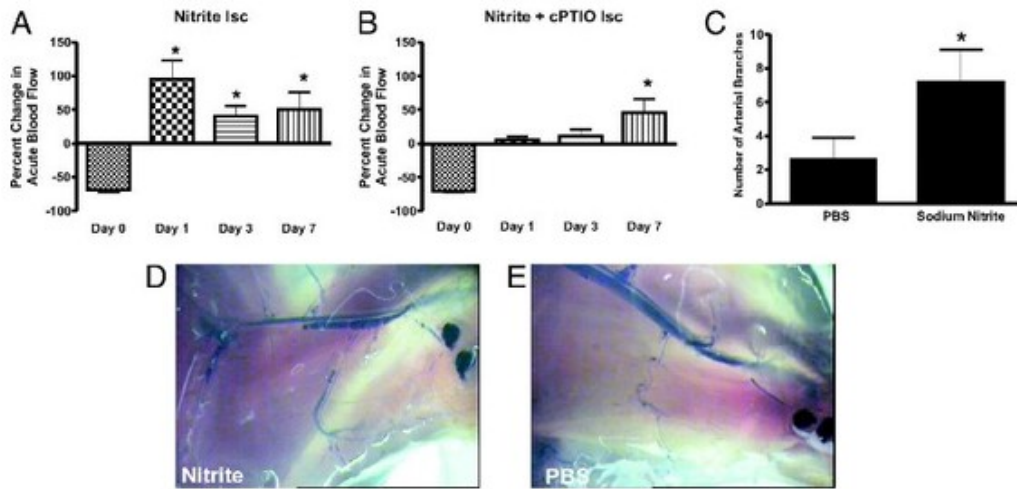 A
Nitrite Isc
Percent Change in
Acute Blood Flow
150
100
50
0
-50
-100
*
*
*
Day 0 Day 1 Day 3 Day 7
B
Nitrite + cPTIO Isc
Percent Change in
Acute Blood Flow
150
100
50
0
-50
-100
*
Day 0 Day 1 Day 3 Day 7
C
Number of Arterial Branches
10
8
6
4
2
0
*
PBS Sodium Nitrite
D
Nitrite
E
PBS